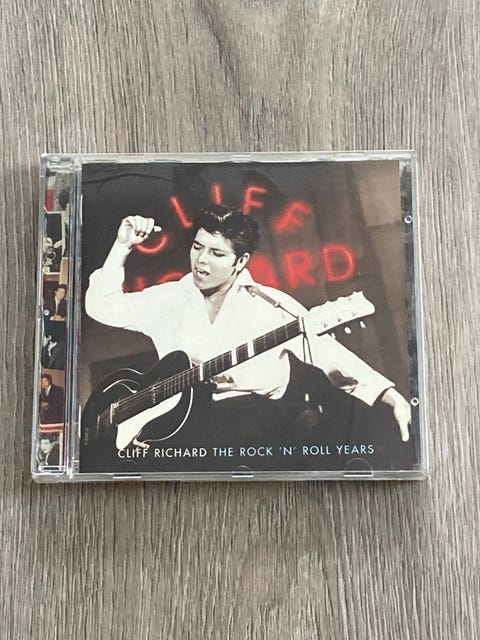 CLIFF
RICHARD
CLIFF RICHARD THE ROCK 'N' ROLL YEARS